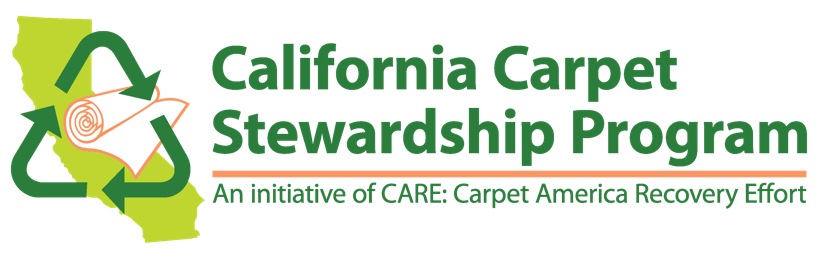 California Carpet
Stewardship Program
An initiative of CARE: Carpet America Recovery Effort